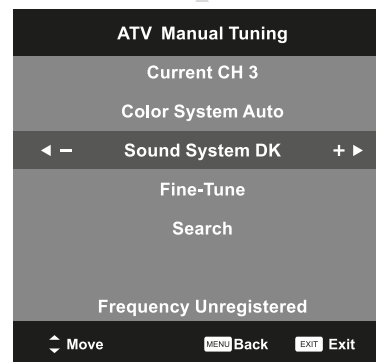 ATV Manual Tuning
Current CH 3
Color System Auto
◀ – Sound System DK + ▶
Fine-Tune
Search
Frequency Unregistered
Move MENU Back EXIT Exit